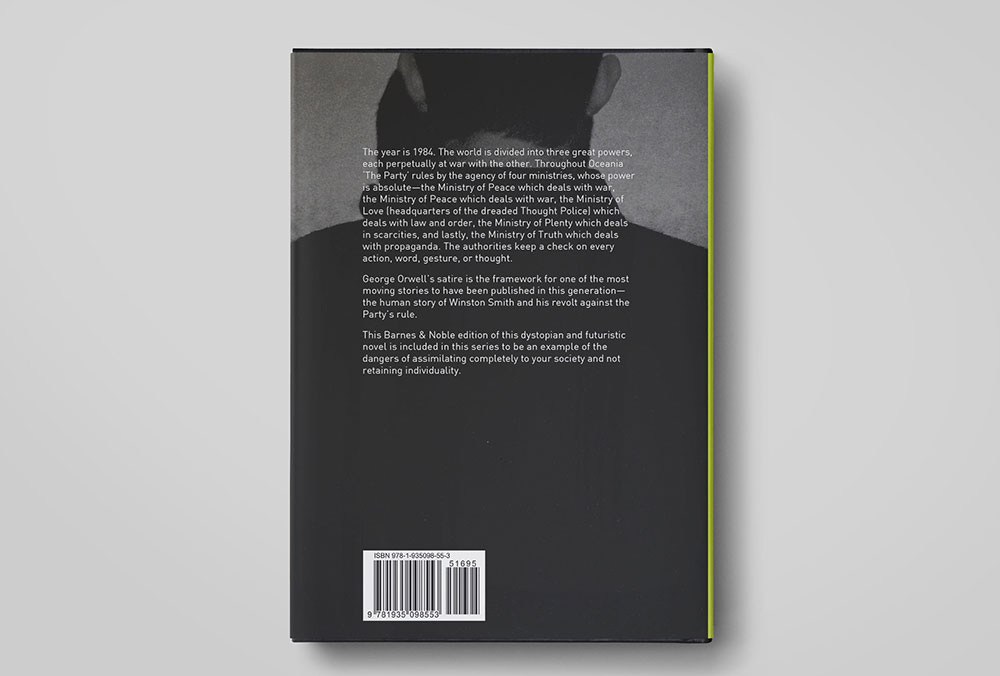 The year is 1984. The world is divided into three great powers,
each perpetually at war with the other. Throughout Oceania
'The Party' rules by the agency of four ministries, whose power
is absolute—the Ministry of Peace which deals with war,
the Ministry of Peace which deals with war, the Ministry of
Love (headquarters of the dreaded Thought Police) which
deals with law and order, the Ministry of Plenty which deals
in scarcities, and lastly, the Ministry of Truth which deals
with propaganda. The authorities keep a check on every
action, word, gesture, or thought.
George Orwell's satire is the framework for one of the most
moving stories to have been published in this generation—
the human story of Winston Smith and his revolt against the
Party's rule.
This Barnes & Noble edition of this dystopian and futuristic
novel is included in this series to be an example of the
dangers of assimilating completely to your society and not
retaining individuality.
ISBN 978-1-935098-55-3
51695
9 781935 098553